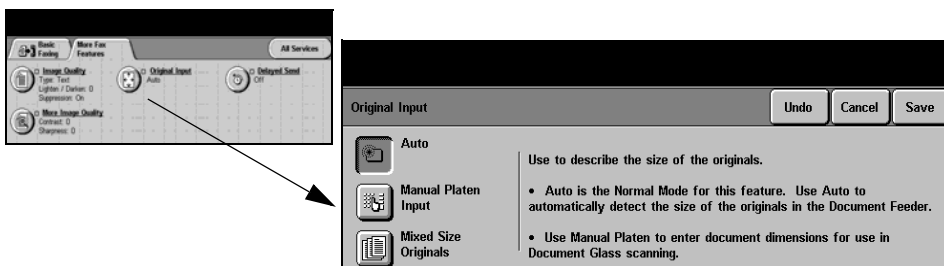 Basic Faxing
More Fax Features
All Services
Image Quality
Type: Text
Lighten / Darken: 0
Suppression: On
Original Input
Auto
Delayed Send
Off
More Image Quality
Contrast: 0
Sharpness: 0
Original Input
Undo
Cancel
Save
Auto
Manual Platen
Input
Mixed Size
Originals
Use to describe the size of the originals.
• Auto is the Normal Mode for this feature. Use Auto to
automatically detect the size of the originals in the Document Feeder.
• Use Manual Platen to enter document dimensions for use in
Document Glass scanning.